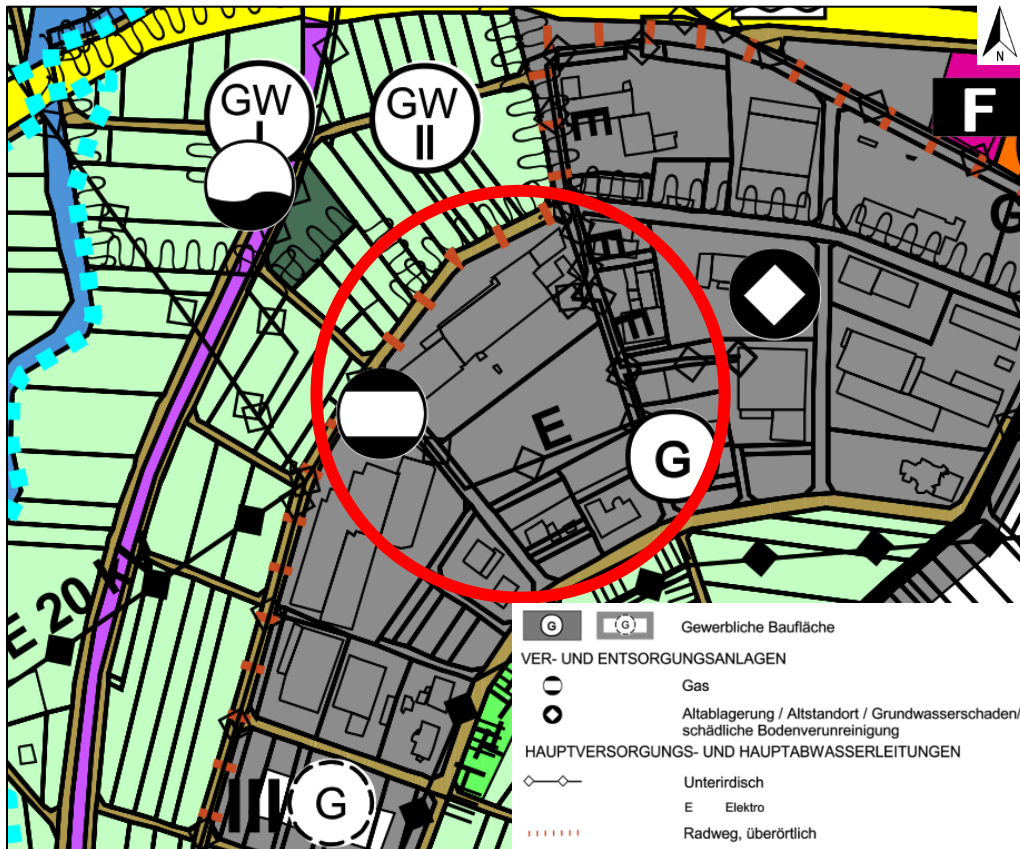 N
GW
I
GW
II
F
E
G
E
E
E
G
E 20 k
III
G
G
G
Gewerbliche Baufläche
VER- UND ENTSORGUNGSANLAGEN
Gas
Altablagerung / Altstandort / Grundwasserschaden/
schädliche Bodenverunreinigung
HAUPTVERSORGUNGS- UND HAUPTABWASSERLEITUNGEN
Unterirdisch
E Elektro
Radweg, überörtlich